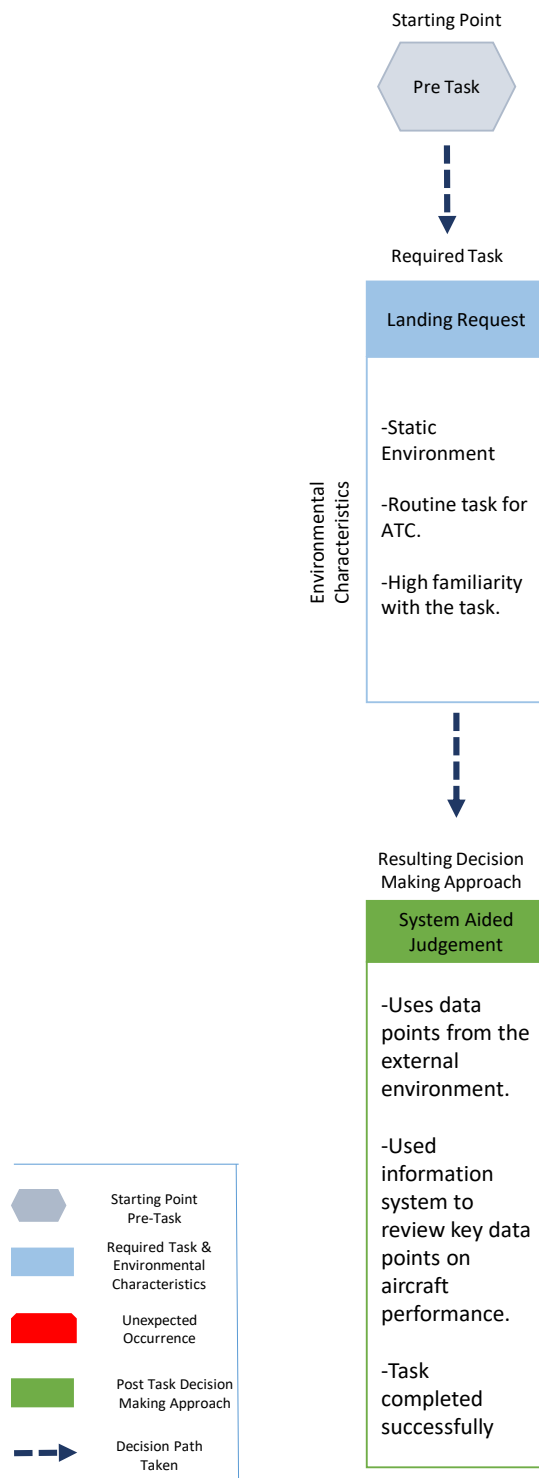 Starting Point
Pre Task
Required Task
Landing Request
Environmental
Characteristics
-Static
Environment
-Routine task for
ATC.
-High familiarity
with the task.
Resulting Decision
Making Approach
System Aided
Judgement
-Uses data
points from the
external
environment.
-Used
information
system to
review key data
points on
aircraft
performance.
-Task
completed
successfully
Starting Point
Pre-Task
Required Task &
Environmental
Characteristics
Unexpected
Occurrence
Post Task Decision
Making Approach
Decision Path
Taken